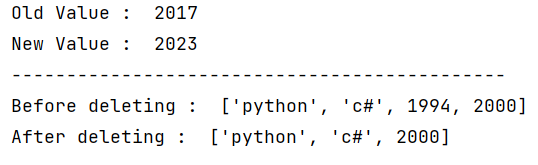 Old Value :  2017
New Value :  2023
---------------------------------------------
Before deleting :  ['python', 'c#', 1994, 2000]
After deleting :  ['python', 'c#', 2000]